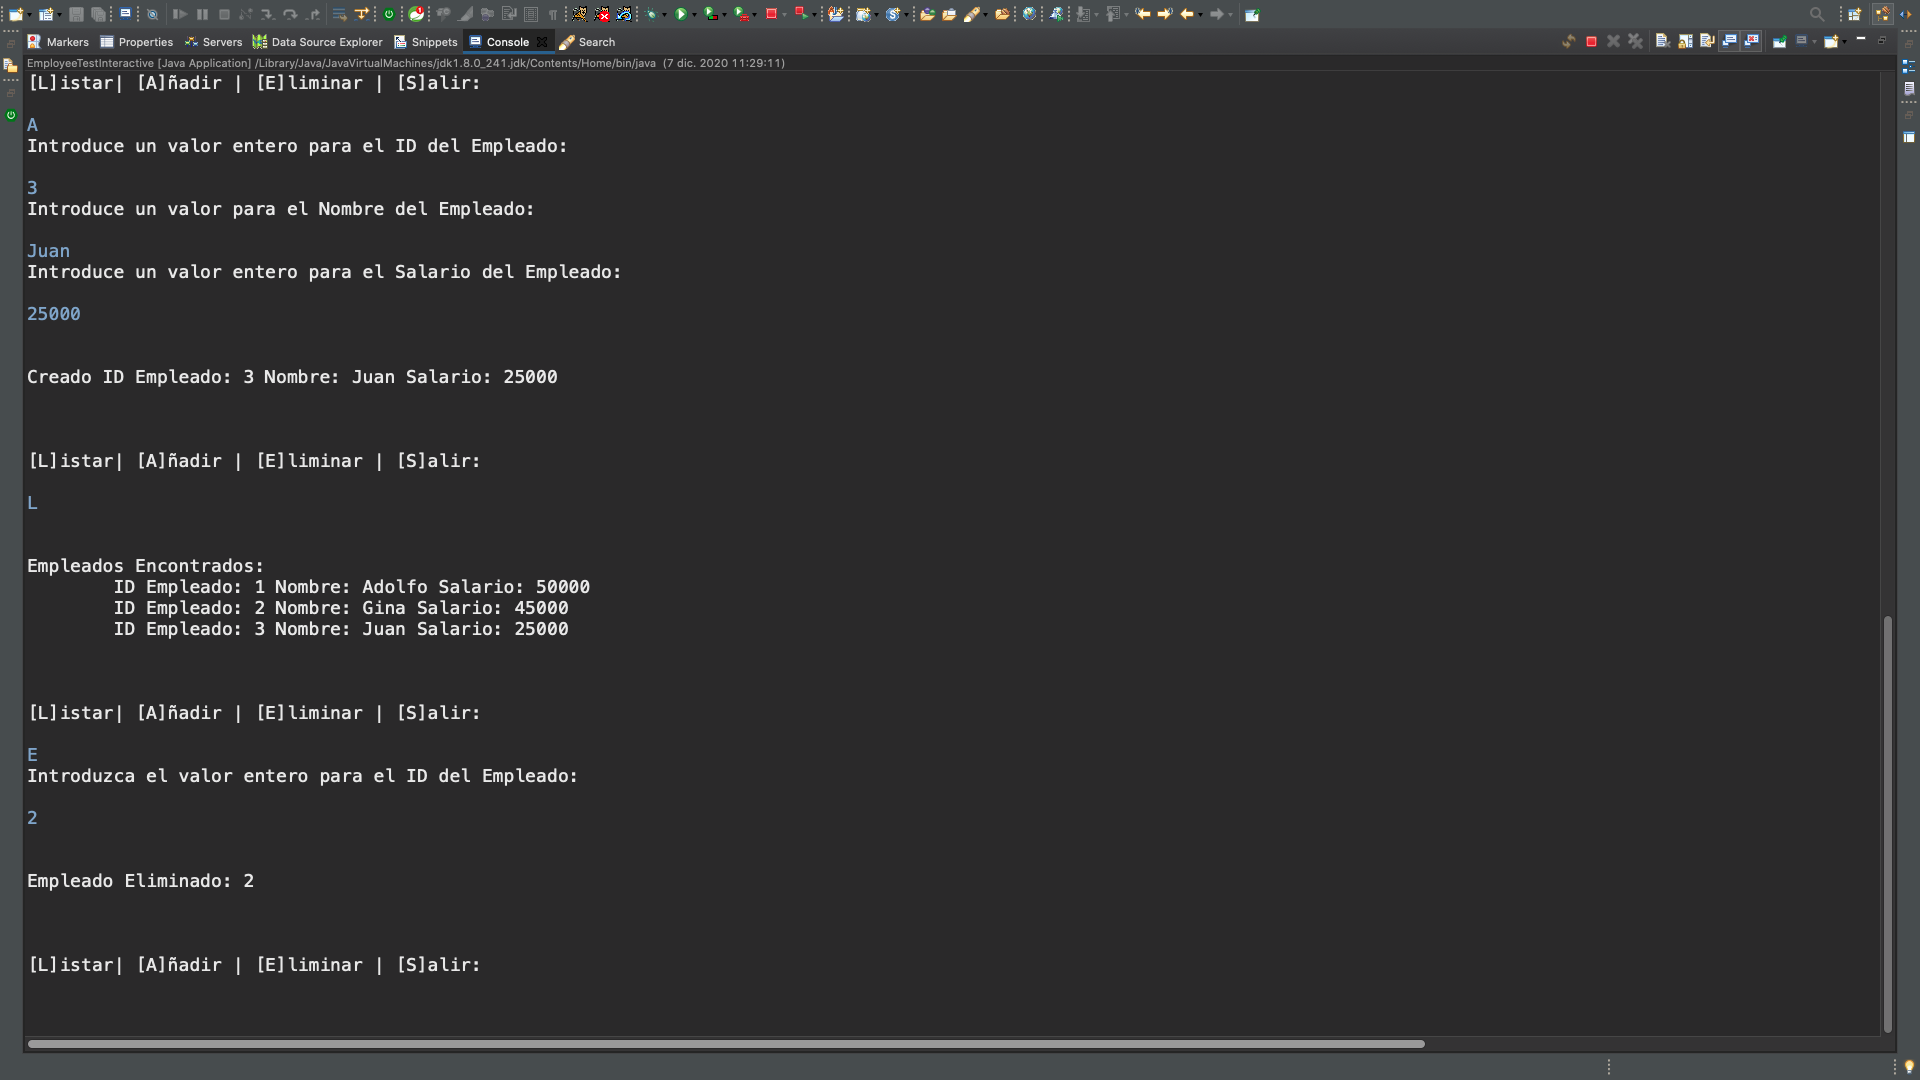 Markers Properties Servers Data Source Explorer Snippets Console Search
EmployeeTestInteractive [Java Application] /Library/Java/JavaVirtualMachines/jdk1.8.0_241.jdk/Contents/Home/bin/java (7 dic. 2020 11:29:11)
[L]istar| [A]ñadir | [E]liminar | [S]alir:
A
Introduce un valor entero para el ID del Empleado:
3
Introduce un valor para el Nombre del Empleado:
Juan
Introduce un valor entero para el Salario del Empleado:
25000
Creado ID Empleado: 3 Nombre: Juan Salario: 25000
[L]istar| [A]ñadir | [E]liminar | [S]alir:
L
Empleados Encontrados:
ID Empleado: 1 Nombre: Adolfo Salario: 50000
ID Empleado: 2 Nombre: Gina Salario: 45000
ID Empleado: 3 Nombre: Juan Salario: 25000
[L]istar| [A]ñadir | [E]liminar | [S]alir:
E
Introduzca el valor entero para el ID del Empleado:
2
Empleado Eliminado: 2
[L]istar| [A]ñadir | [E]liminar | [S]alir: